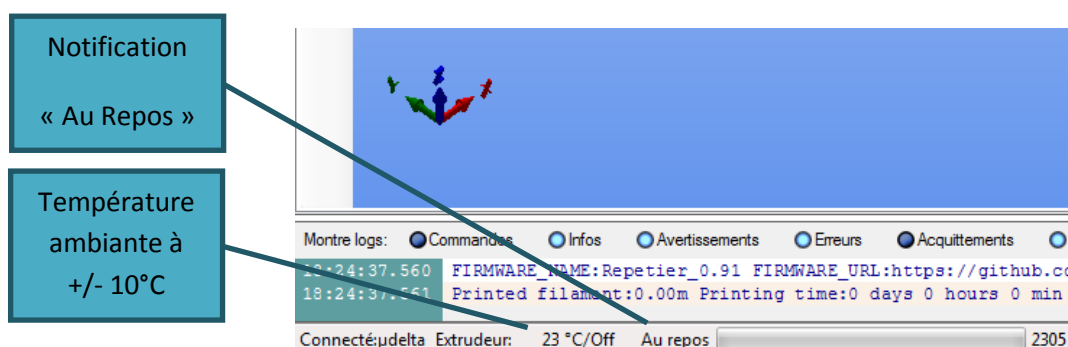 Notification
« Au Repos »
Température
ambiante à
+/- 10°C
Y Z X
Montre logs: Commandes Infos Avertissements Erreurs Acquittements
18:24:37.560 FIRMWARE_NAME:Repetier_0.91 FIRMWARE_URL:https://github.co
18:24:37.561 Printed filament:0.00m Printing time:0 days 0 hours 0 min
Connecté:µdelta Extrudeur: 23 °C/Off Au repos 2305